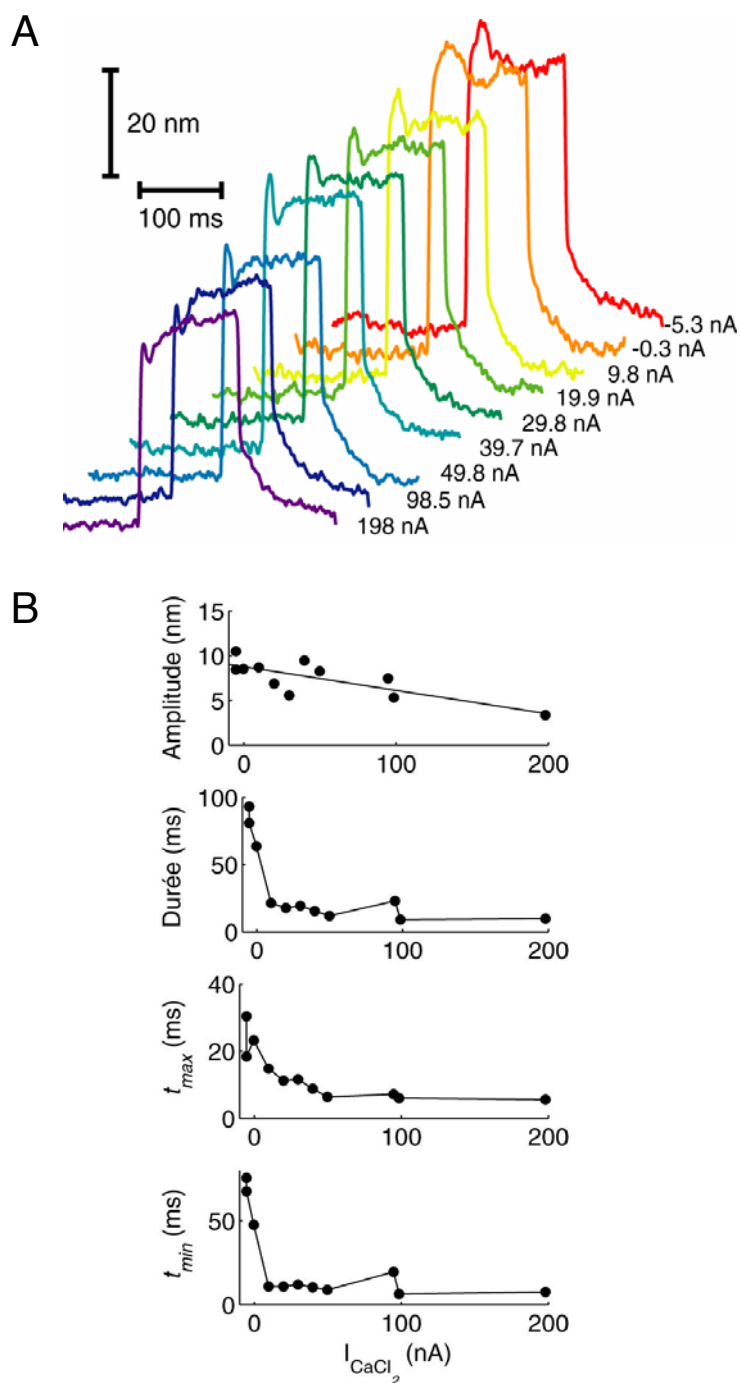 A
20 nm
100 ms
-5.3 nA
-0.3 nA
9.8 nA
19.9 nA
29.8 nA
39.7 nA
49.8 nA
98.5 nA
198 nA
B
Amplitude (nm)
15
10
5
0
0 100 200
Durée (ms)
100
50
0
0 100 200
t_max (ms)
40
20
0
0 100 200
t_min (ms)
50
0
0 100 200
I_CaCl_2 (nA)